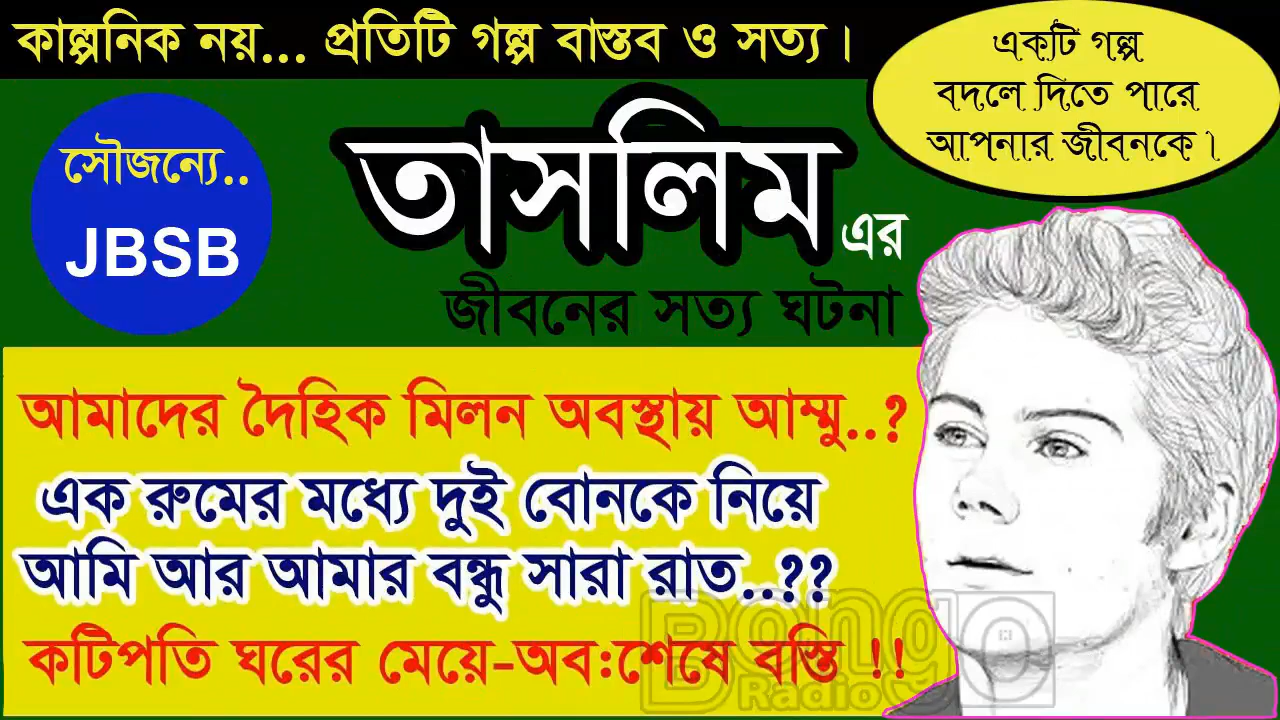 কাল্পনিক নয়... প্রতিটি গল্প বাস্তব ও সত্য।
একটি গল্প
বদলে দিতে পারে
আপনার জীবনকে।
সৌজন্যে..
JBSB
তাসলিম এর
জীবনের সত্য ঘটনা
আমাদের দৈহিক মিলন অবস্থায় আম্মু..?
এক রুমের মধ্যে দুই বোনকে নিয়ে
আমি আর আমার বন্ধু সারা রাত..??
কটিপতি ঘরের মেয়ে-অবঃশেষে বস্তি !!
Bongo
Radio